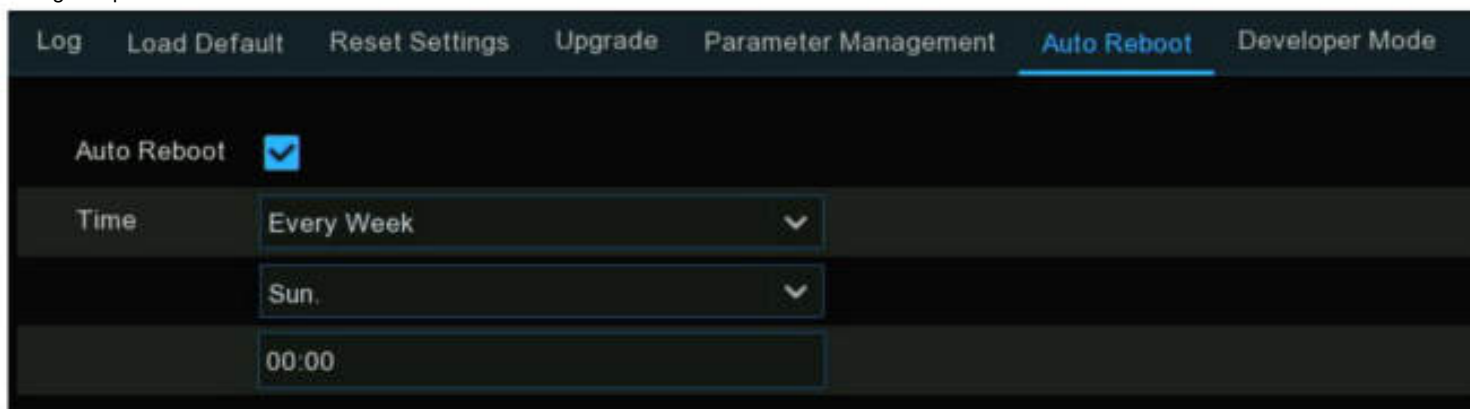 Log Load Default Reset Settings Upgrade Parameter Management Auto Reboot Developer Mode
Auto Reboot
Time Every Week
Sun.
00:00